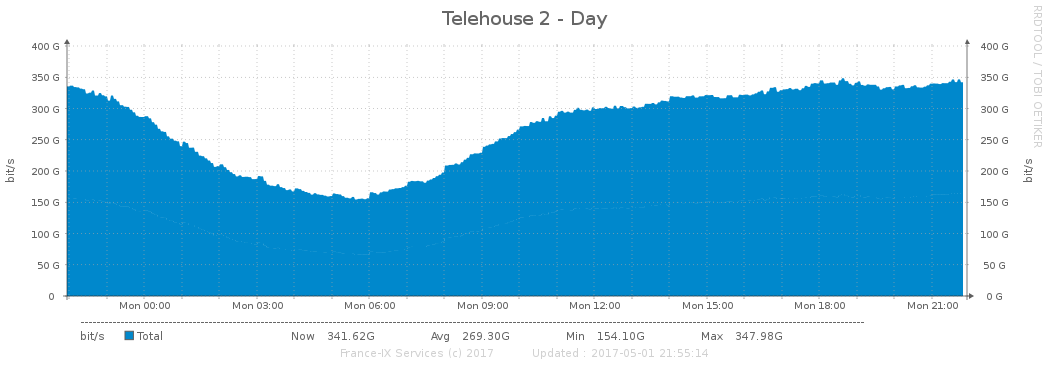 Telehouse 2 - Day
RRDTOOL / TOBI OETIKER
400 G 400 G
350 G 350 G
300 G 300 G
250 G 250 G
200 G 200 G
150 G 150 G
100 G 100 G
50 G 50 G
0 0 G
bit/s bit/s
Mon 00:00 Mon 03:00 Mon 06:00 Mon 09:00 Mon 12:00 Mon 15:00 Mon 18:00 Mon 21:00
bit/s Total Now 341.62G Avg 269.30G Min 154.10G Max 347.98G
France-IX Services (c) 2017 Updated : 2017-05-01 21:55:14